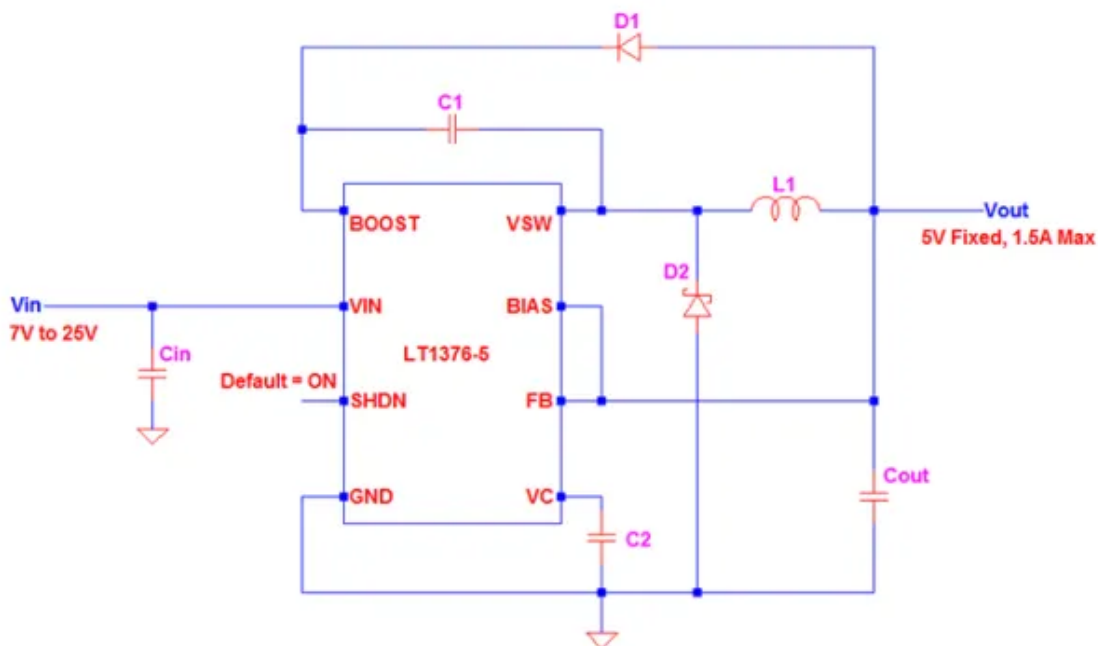 D1
C1
L1
BOOST
VSW
Vout
5V Fixed, 1.5A Max
D2
Vin
VIN
BIAS
7V to 25V
Cin
LT1376-5
Default = ON
SHDN
FB
Cout
GND
VC
C2